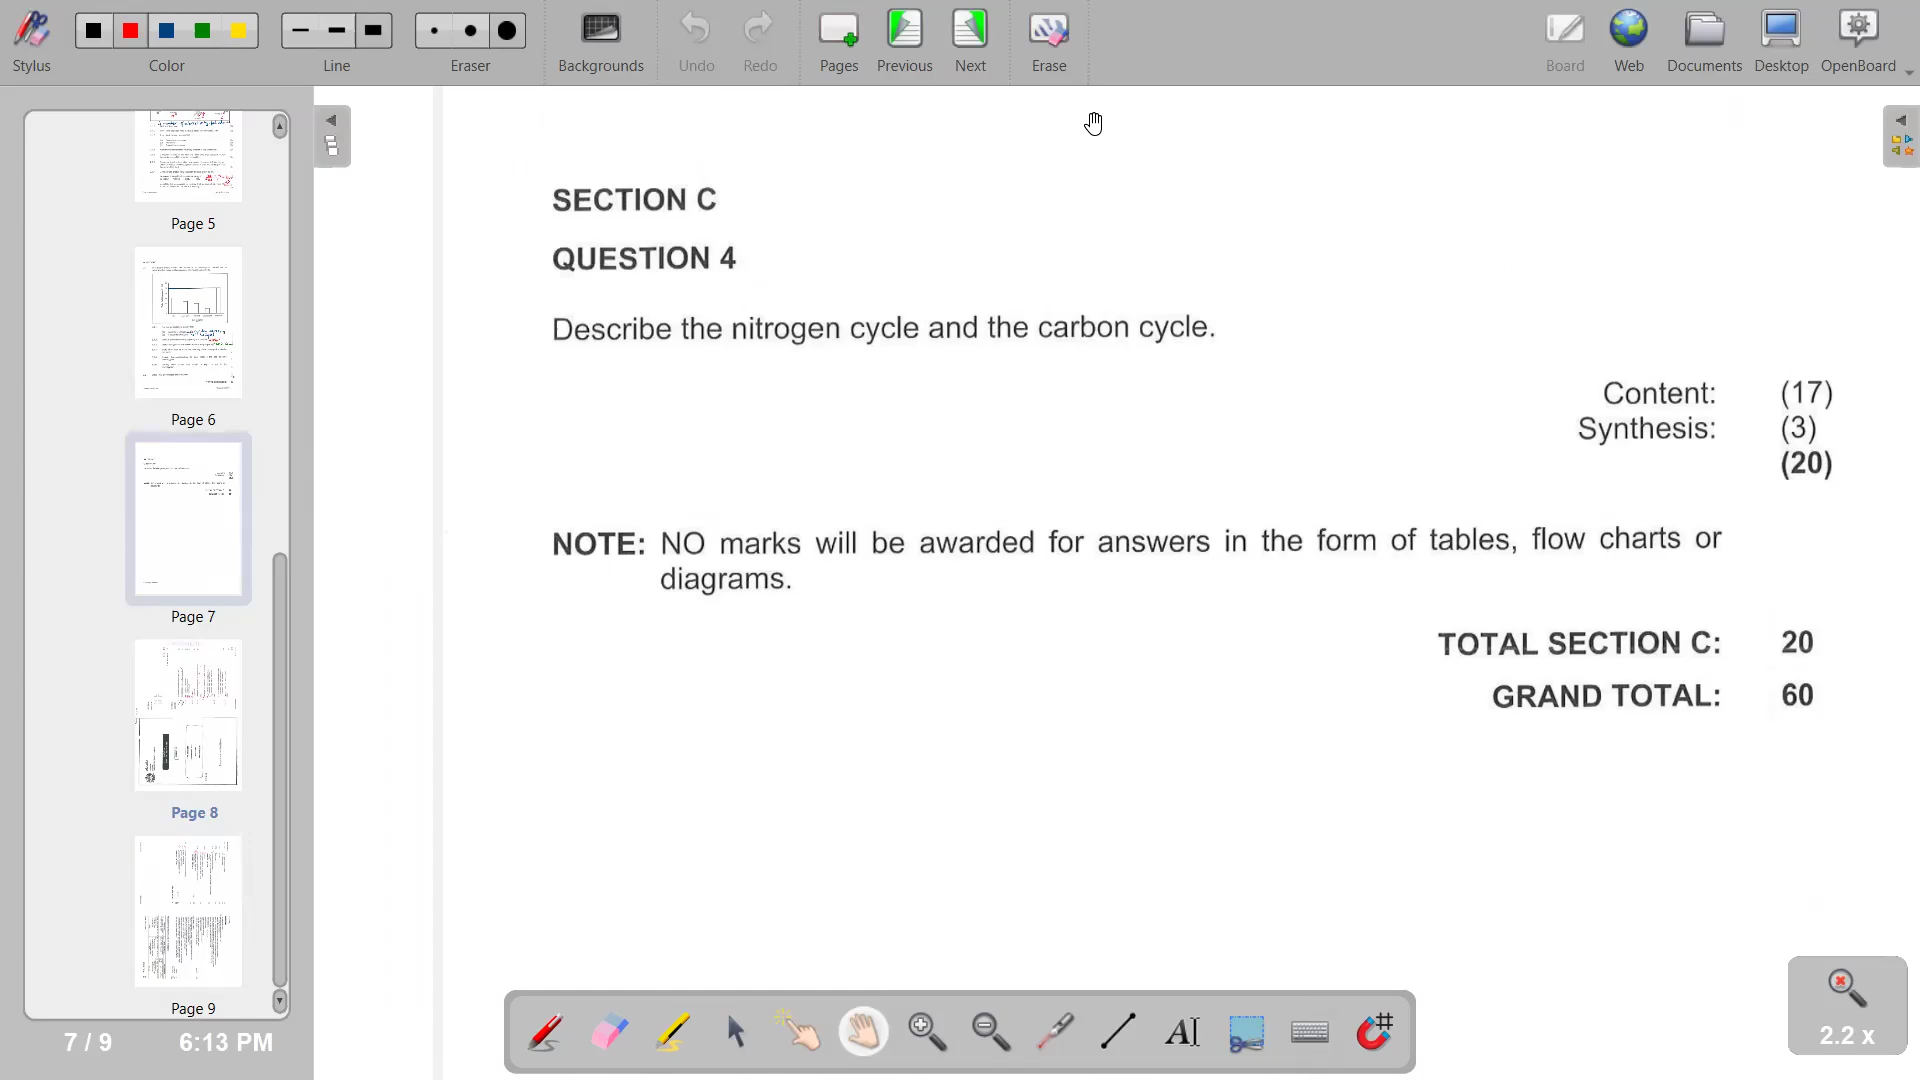 Stylus
Color
Line
Eraser
Backgrounds
Undo
Redo
Pages
Previous
Next
Erase
Board
Web
Documents
Desktop
OpenBoard
Page 5
Page 6
Page 7
Page 8
Page 9
7 / 9
6:13 PM
SECTION C
QUESTION 4
Describe the nitrogen cycle and the carbon cycle.
Content: (17)
Synthesis: (3)
(20)
NOTE: NO marks will be awarded for answers in the form of tables, flow charts or
diagrams.
TOTAL SECTION C: 20
GRAND TOTAL: 60
2.2 x